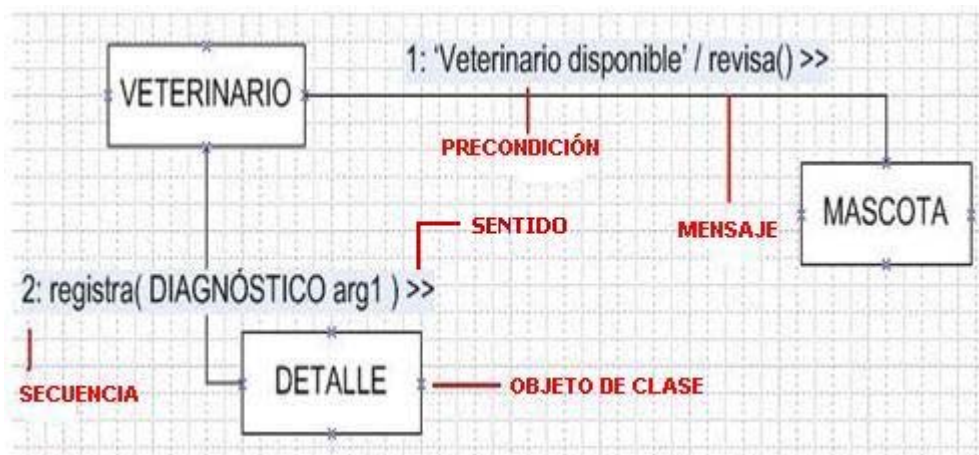 1: ‘Veterinario disponible’ / revisa() >>
VETERINARIO
PRECONDICIÓN
MASCOTA
SENTIDO
MENSAJE
2: registra( DIAGNÓSTICO arg1 ) >>
DETALLE
OBJETO DE CLASE
SECUENCIA